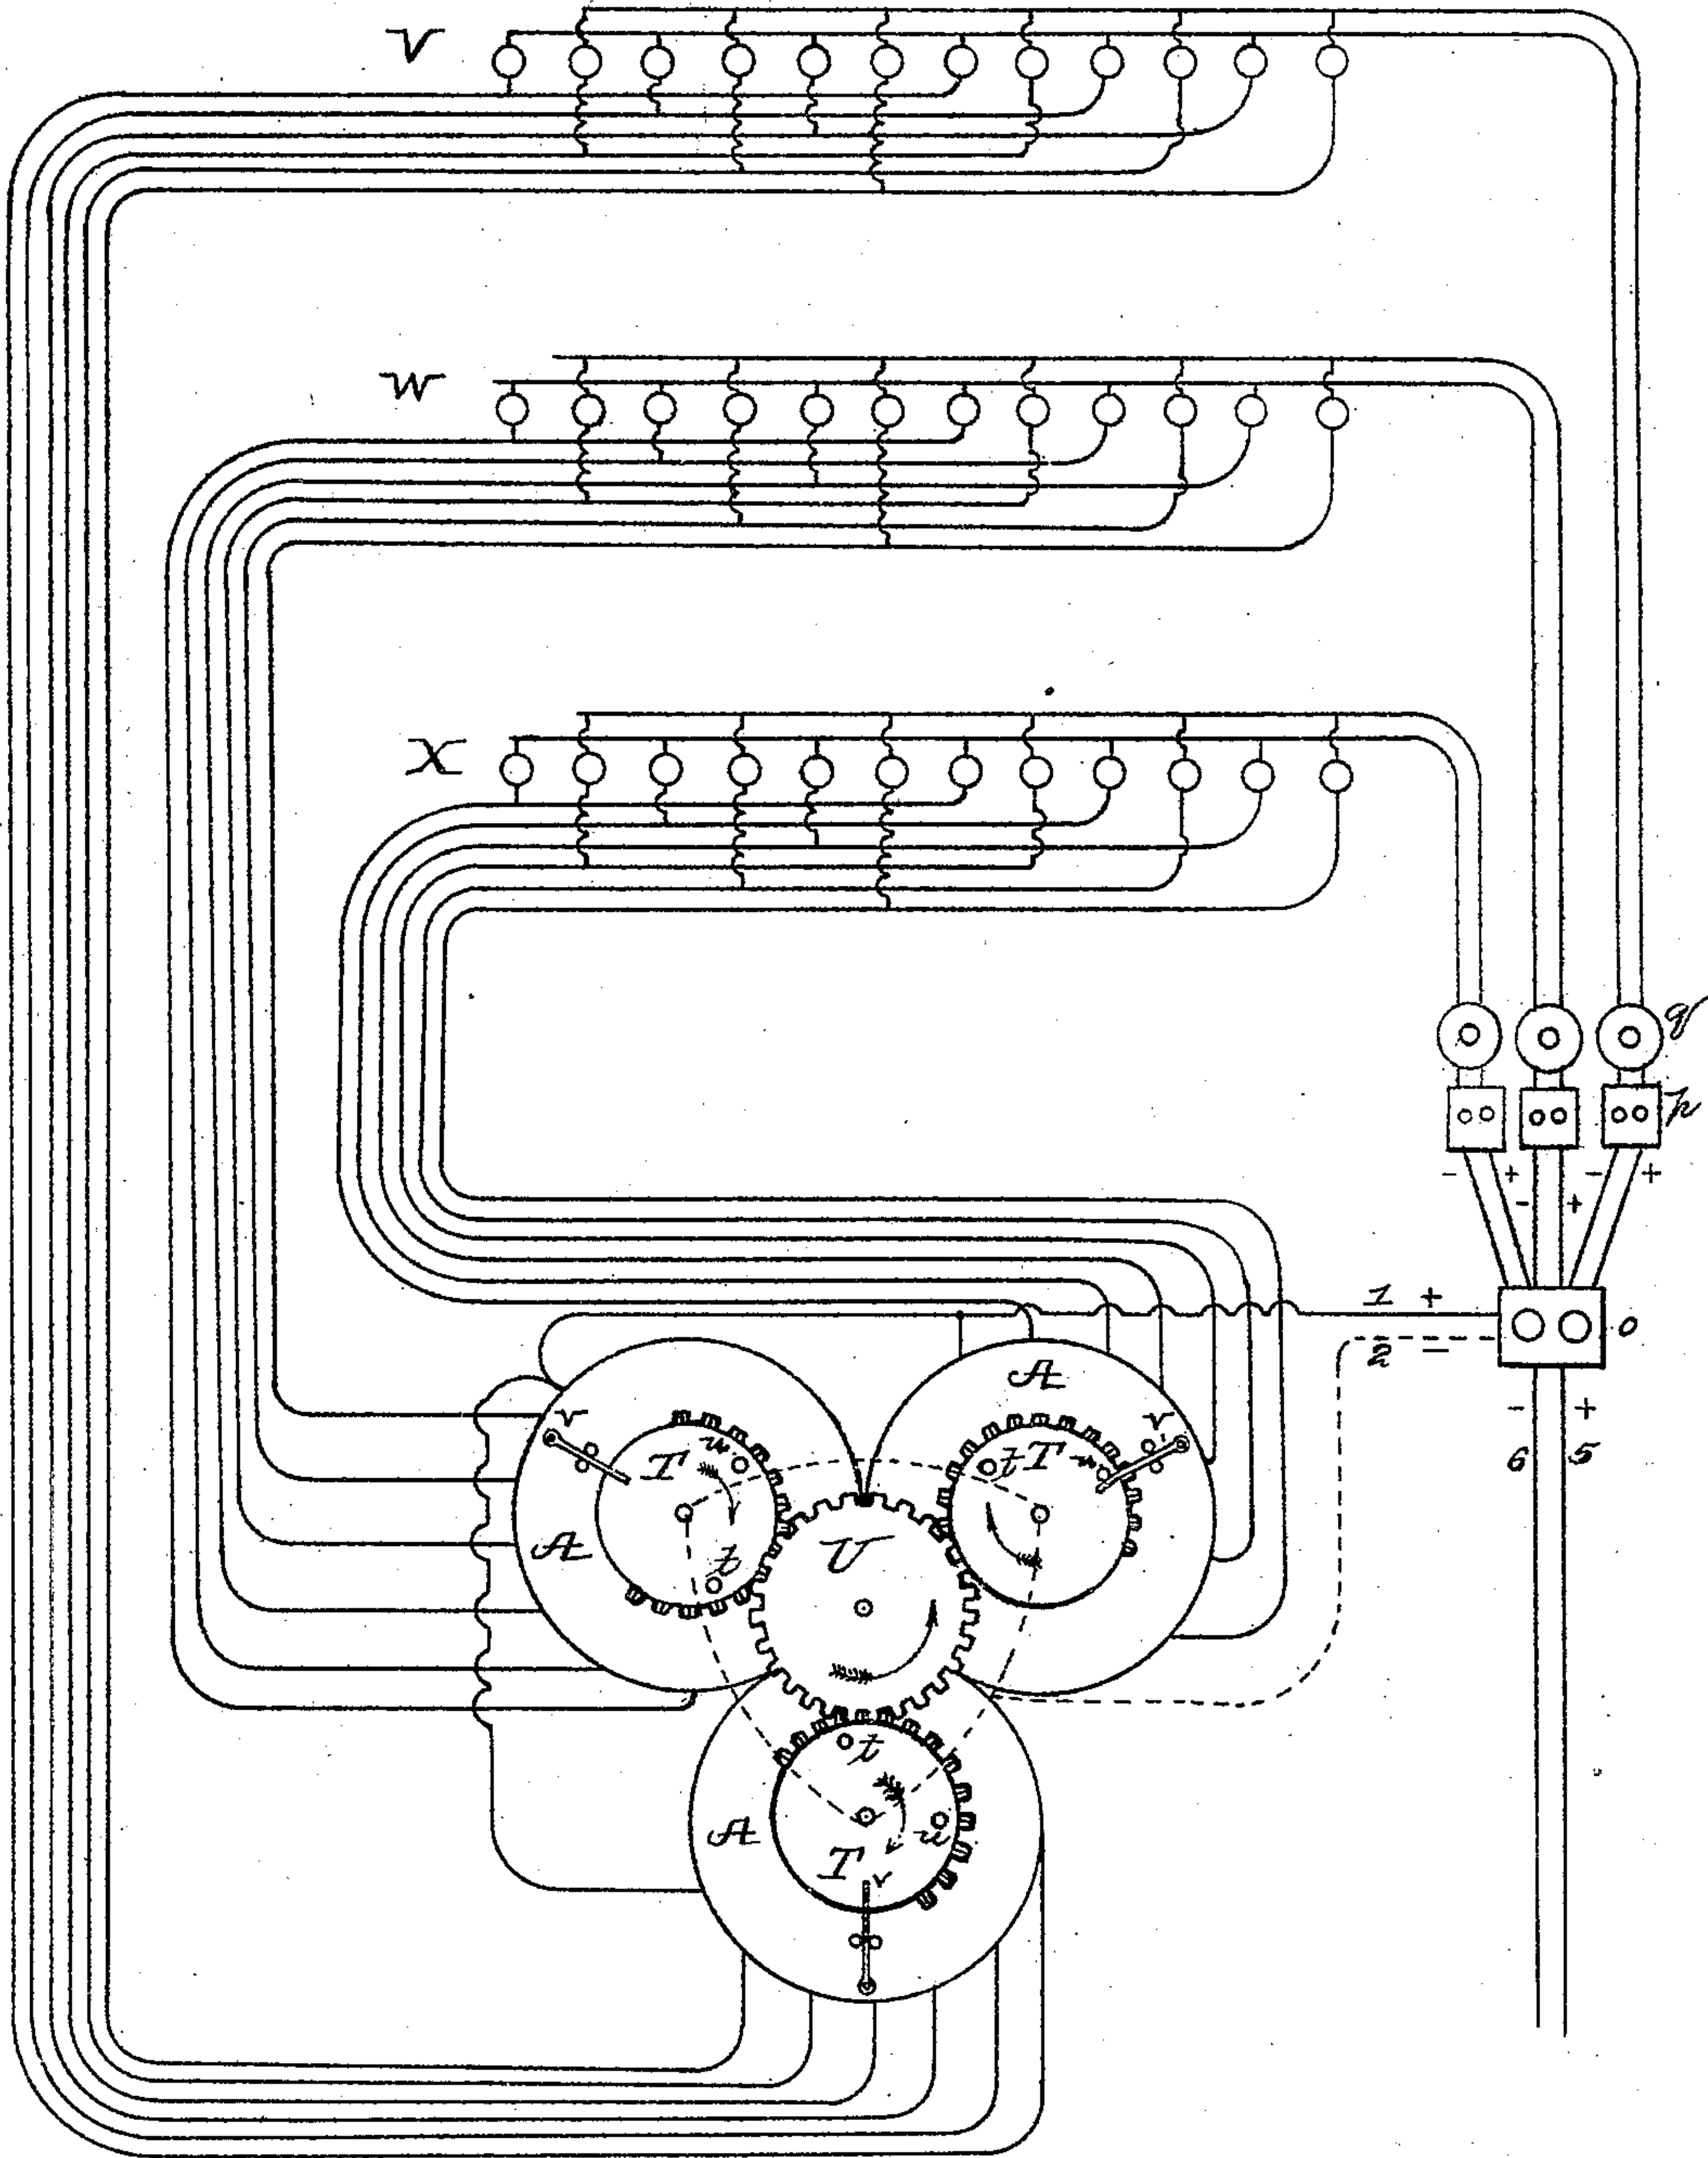 V
W
X
q
p
- + - + - +
1 +
2 -
o
- +
6 5
A
v T u t
A
t T u v
U
t
A u
T v